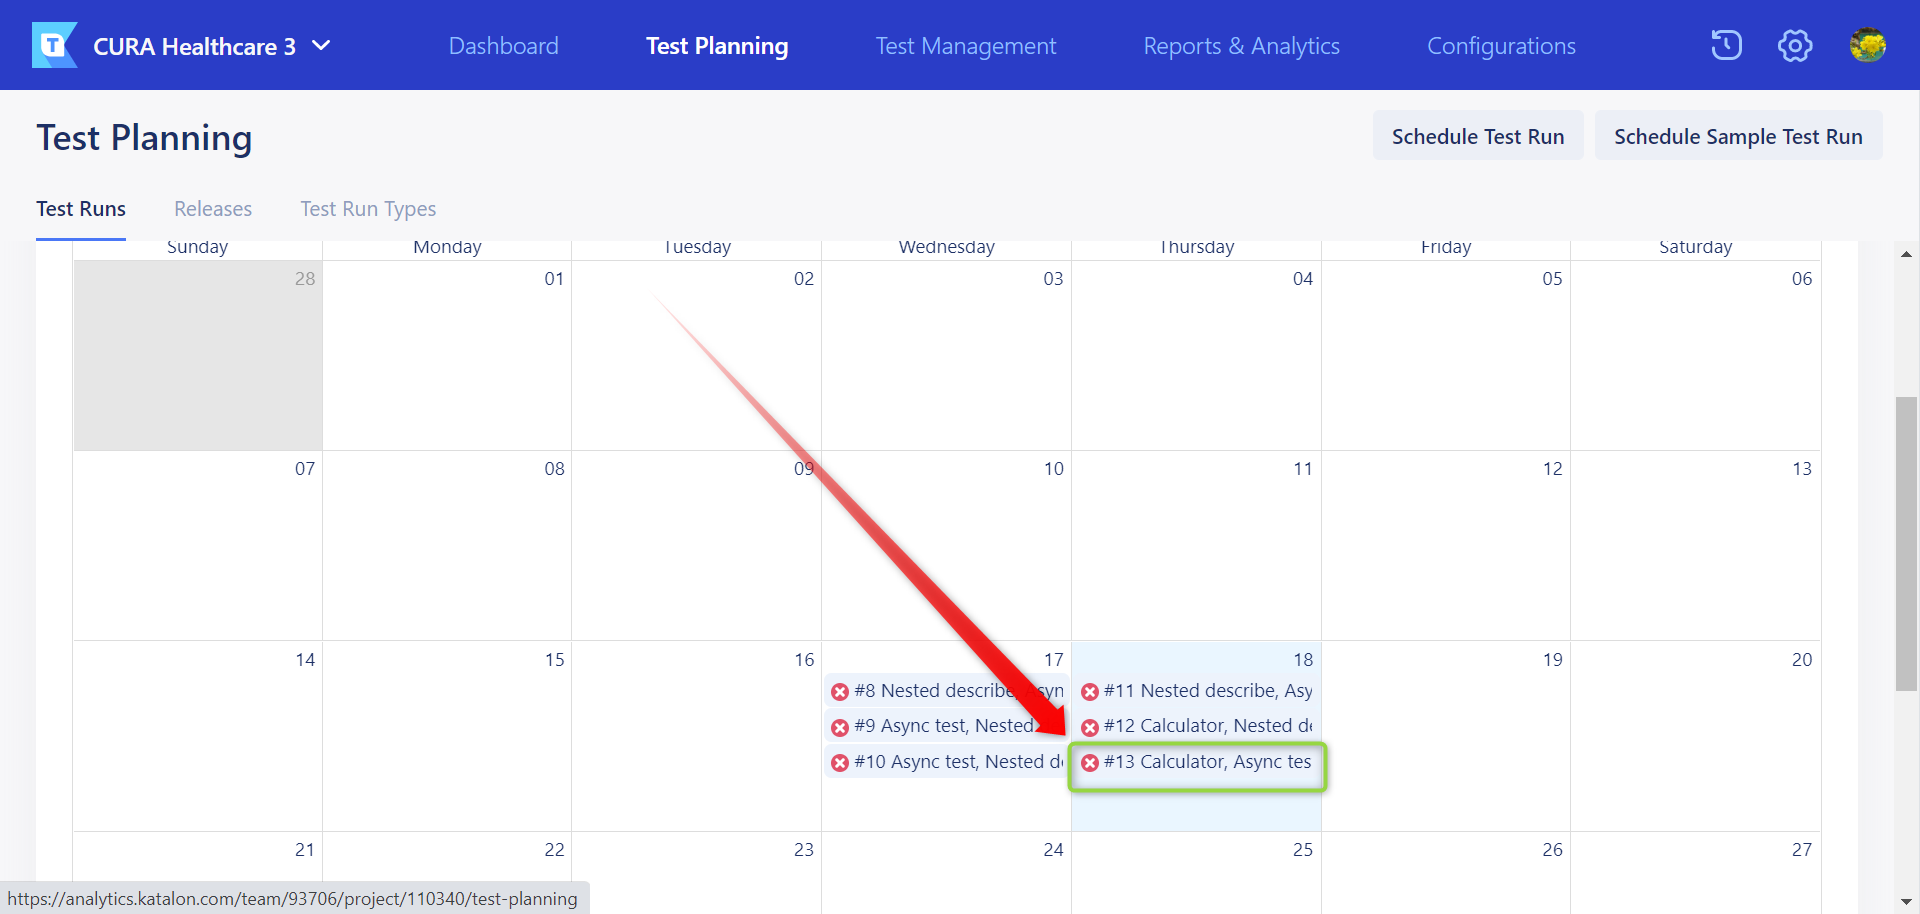 CURA Healthcare 3
Dashboard
Test Planning
Test Management
Reports & Analytics
Configurations
Test Planning
Schedule Test Run
Schedule Sample Test Run
Test Runs
Releases
Test Run Types
Sunday
Monday
Tuesday
Wednesday
Thursday
Friday
Saturday
28
01
02
03
04
05
06
07
08
09
10
11
12
13
14
15
16
17
18
19
20
#8 Nested describe, Asyn
#11 Nested describe, Asy
#9 Async test, Nested
#12 Calculator, Nested de
#10 Async test, Nested de
#13 Calculator, Async tes
21
22
23
24
25
26
27
https://analytics.katalon.com/team/93706/project/110340/test-planning